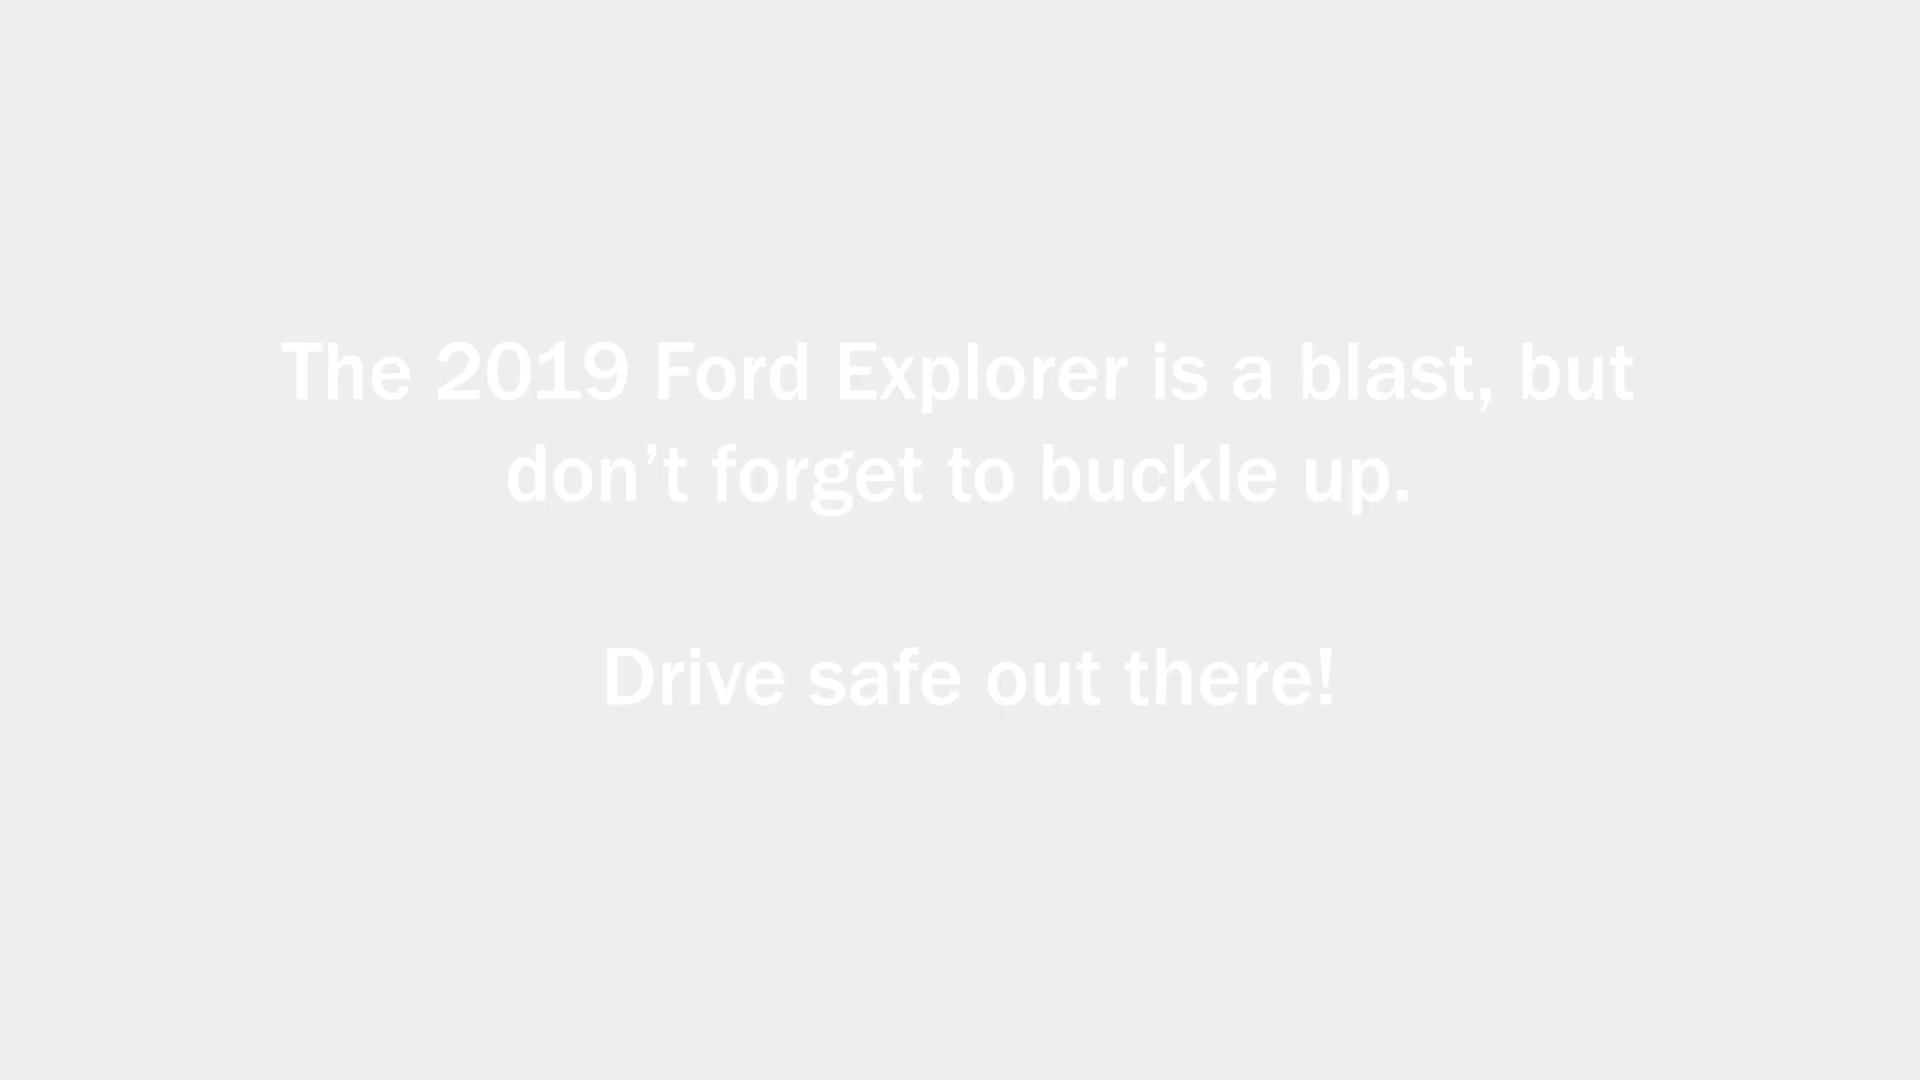 The 2019 Ford Explorer is a blast, but
don’t forget to buckle up.
Drive safe out there!